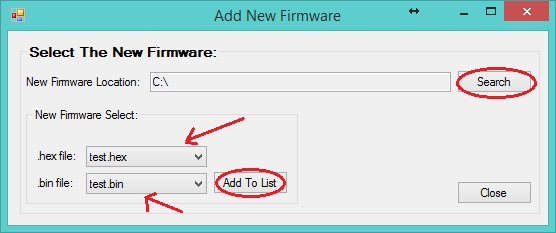 Add New Firmware
Select The New Firmware:
New Firmware Location: C:\ Search
New Firmware Select:
.hex file: test.hex
.bin file: test.bin Add To List
Close